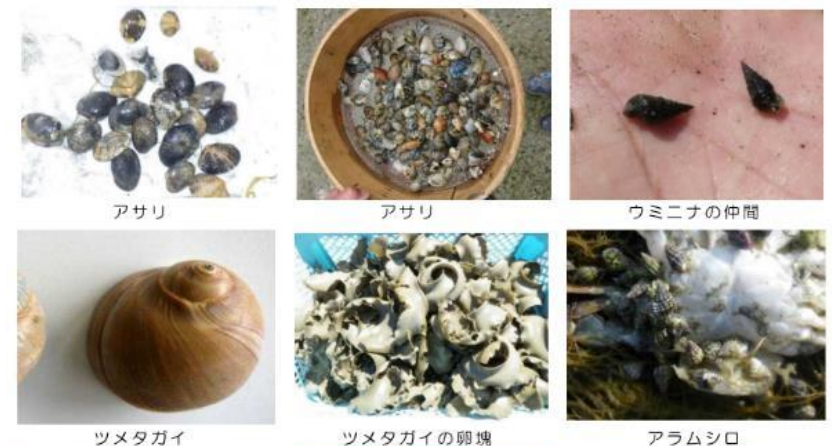 アサリ
アサリ
ウミニナの仲間
ツメタガイ
ツメタガイの卵塊
アラムシロ